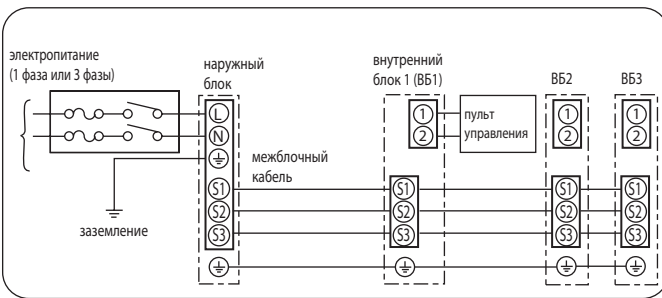 электропитание
(1 фаза или 3 фазы)
наружный
блок
внутренний
блок 1 (ВБ1)
ВБ2
ВБ3
L
N
1
2
пульт
управления
1
2
1
2
межблочный
кабель
заземление
S1
S2
S3
S1
S2
S3
S1
S2
S3
S1
S2
S3